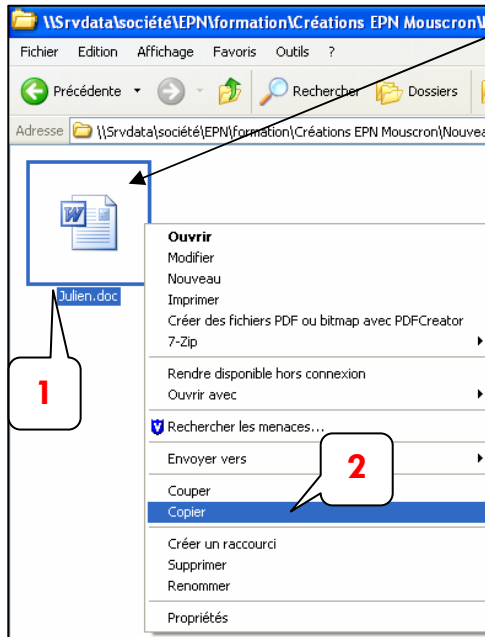 \\Srvdata\société\EPN\formation\Créations EPN Mouscron\
Fichier Edition Affichage Favoris Outils ?
Précédente Rechercher Dossiers
Adresse \\Srvdata\société\EPN\formation\Créations EPN Mouscron\Nouvea
Julien.doc
1
Ouvrir
Modifier
Nouveau
Imprimer
Créer des fichiers PDF ou bitmap avec PDFCreator
7-Zip
Rendre disponible hors connexion
Ouvrir avec
Rechercher les menaces...
Envoyer vers
2
Couper
Copier
Créer un raccourci
Supprimer
Renommer
Propriétés